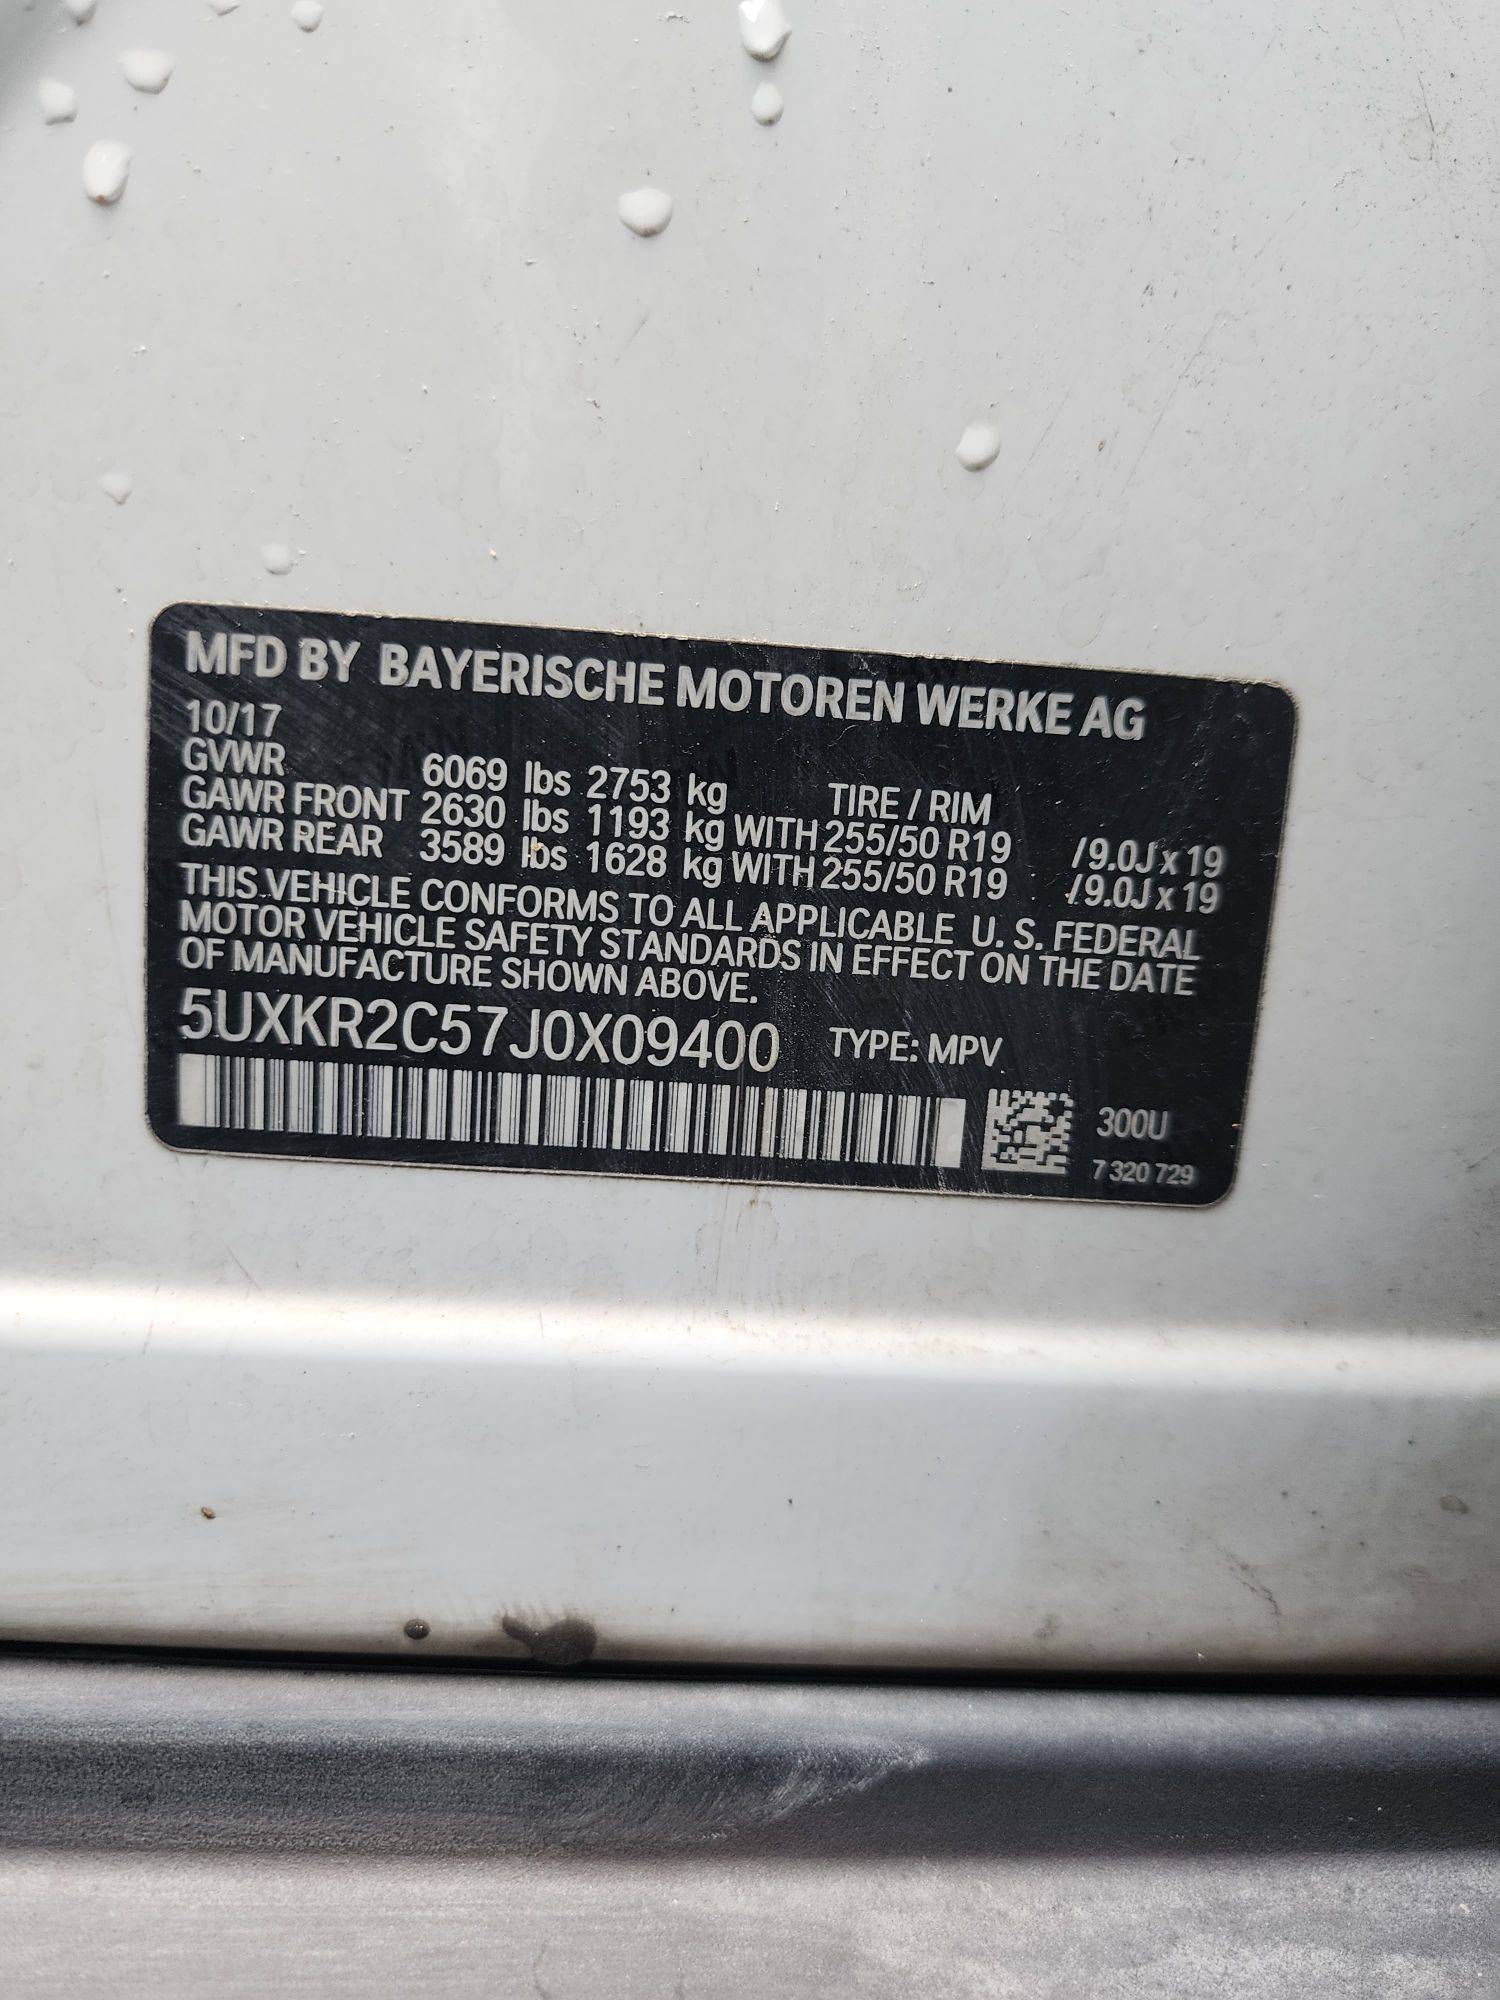 MFD BY BAYERISCHE MOTOREN WERKE AG
10/17
GVWR 6069 lbs 2753 kg TIRE / RIM
GAWR FRONT 2630 lbs 1193 kg WITH 255/50 R19 /9.0J x 19
GAWR REAR 3589 lbs 1628 kg WITH 255/50 R19 /9.0J x 19
THIS VEHICLE CONFORMS TO ALL APPLICABLE U. S. FEDERAL
MOTOR VEHICLE SAFETY STANDARDS IN EFFECT ON THE DATE
OF MANUFACTURE SHOWN ABOVE.
5UXKR2C57J0X09400 TYPE: MPV
300U
7 320 729